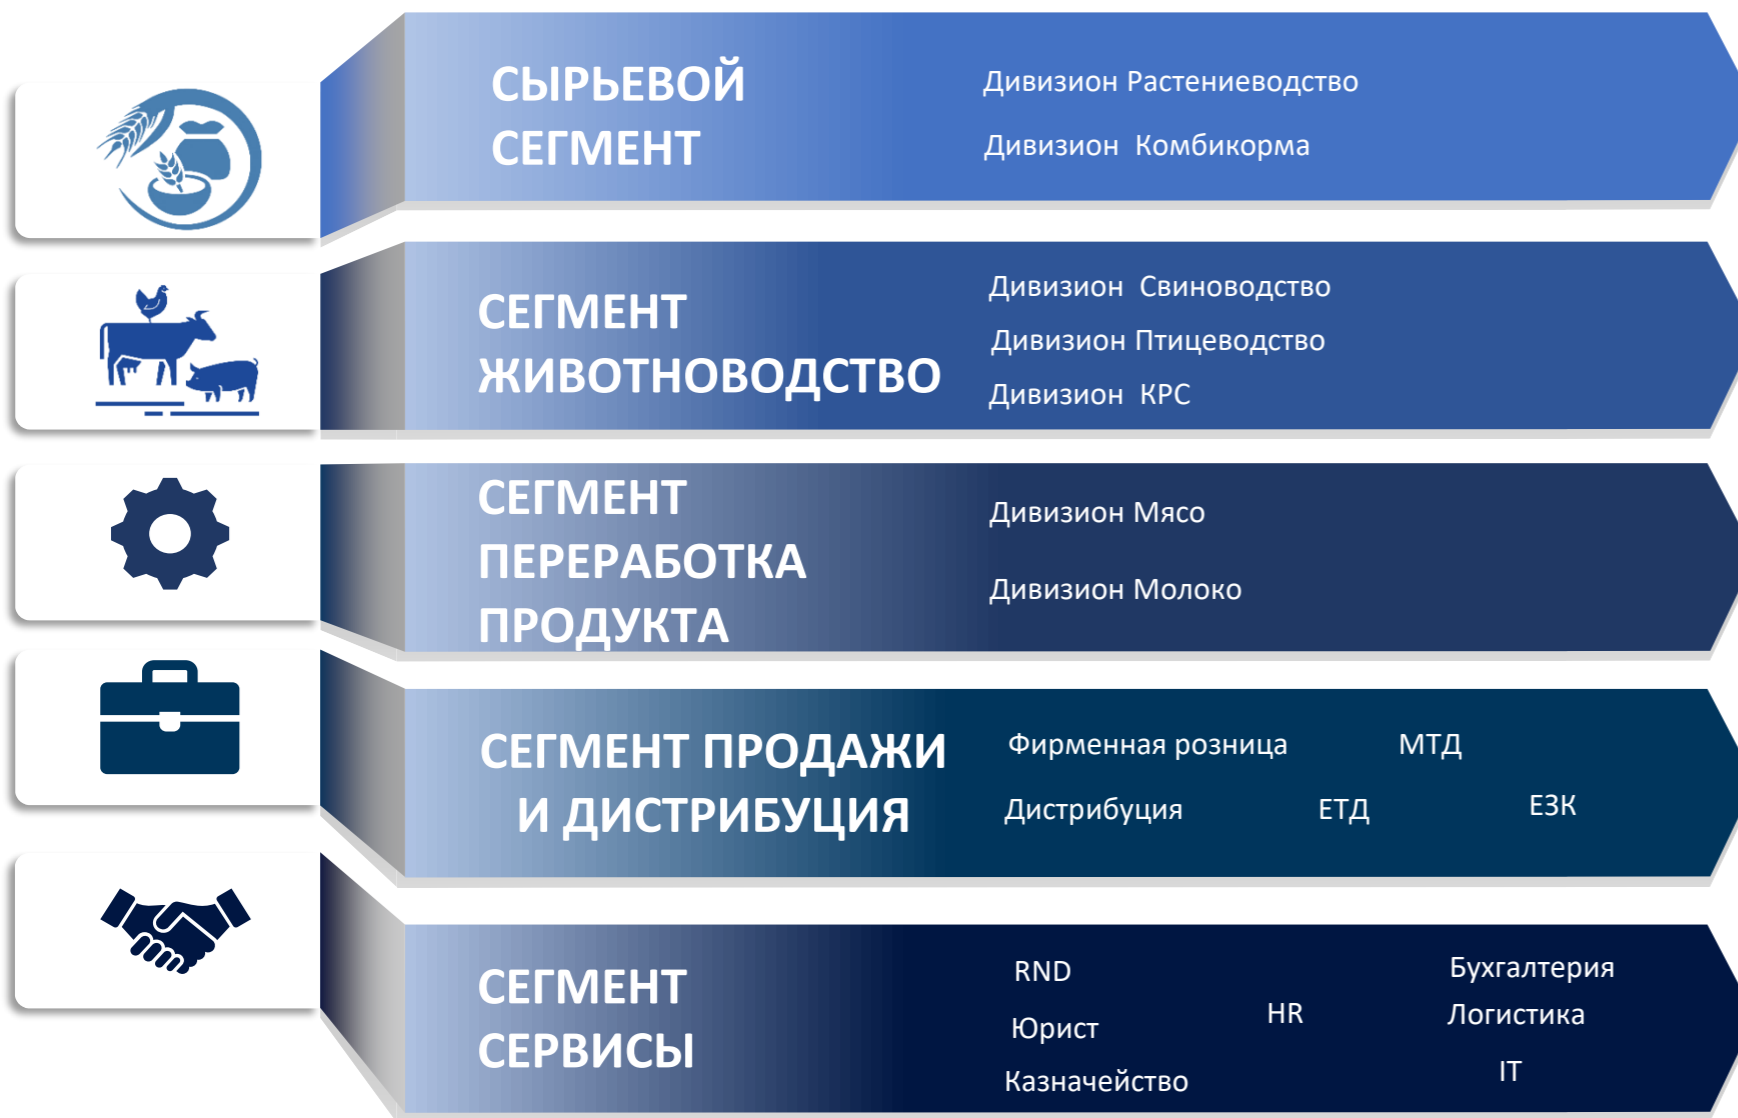 СЫРЬЕВОЙ
СЕГМЕНТ
Дивизион Растениеводство
Дивизион Комбикорма
СЕГМЕНТ
ЖИВОТНОВОДСТВО
Дивизион Свиноводство
Дивизион Птицеводство
Дивизион КРС
СЕГМЕНТ
ПЕРЕРАБОТКА
ПРОДУКТА
Дивизион Мясо
Дивизион Молоко
СЕГМЕНТ ПРОДАЖИ
И ДИСТРИБУЦИЯ
Фирменная розница МТД
Дистрибуция ЕТД ЕЗК
СЕГМЕНТ
СЕРВИСЫ
RND
Юрист
Казначейство
HR
Бухгалтерия
Логистика
IT